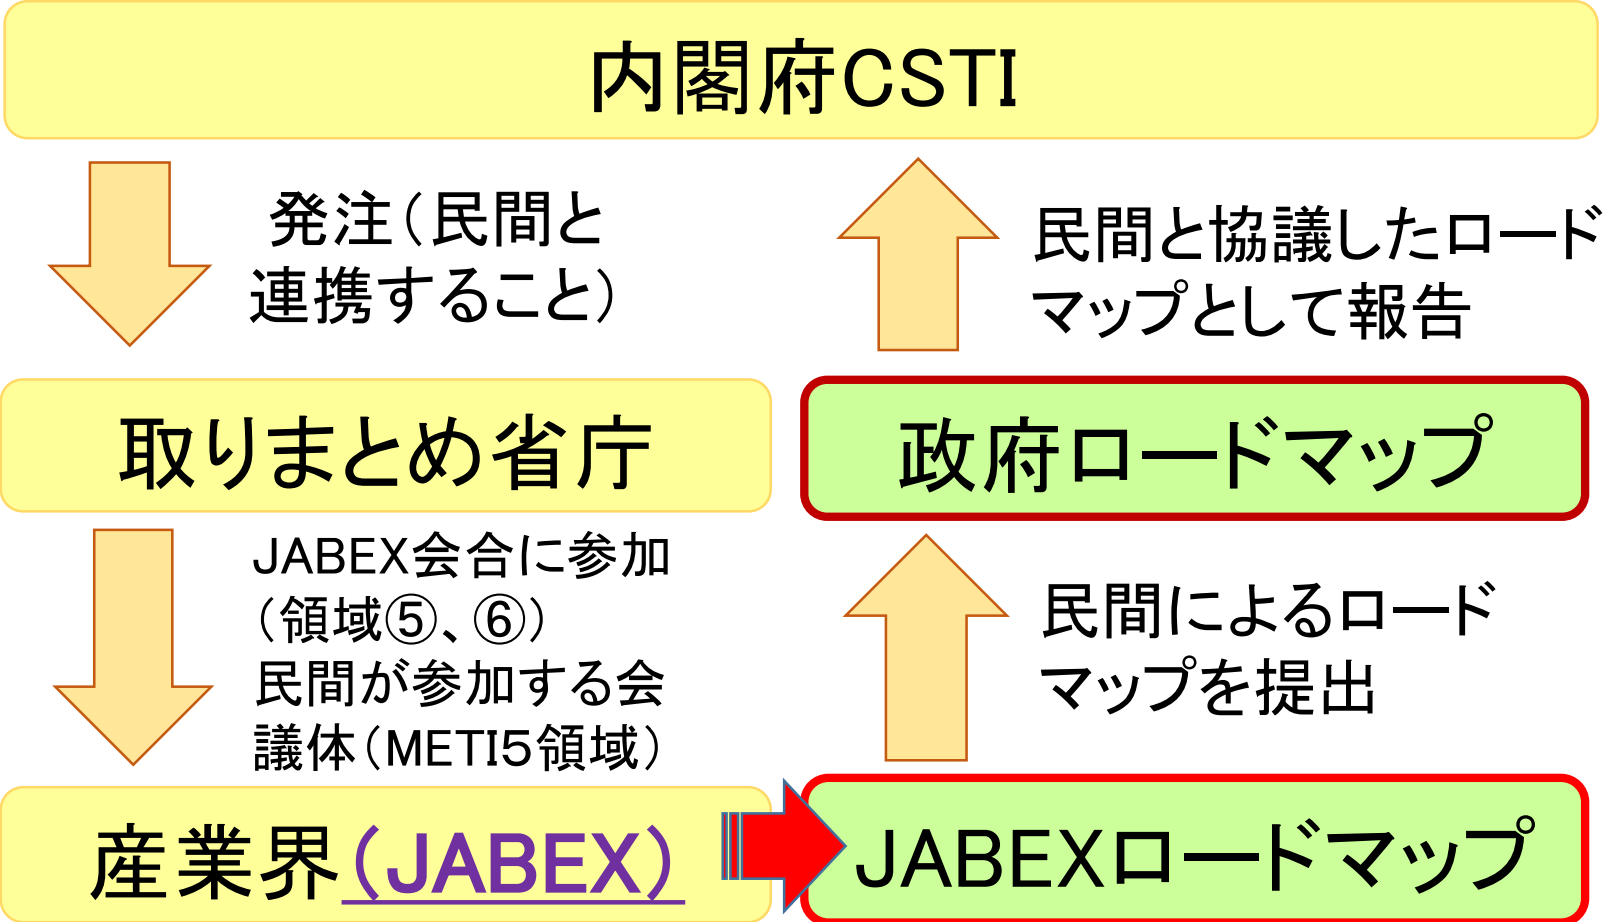 内閣府CSTI
発注（民間と
連携すること）
民間と協議したロード
マップとして報告
取りまとめ省庁
政府ロードマップ
JABEX会合に参加
（領域⑤、⑥）
民間が参加する会
議体（METI５領域）
民間によるロード
マップを提出
産業界（JABEX）
JABEXロードマップ